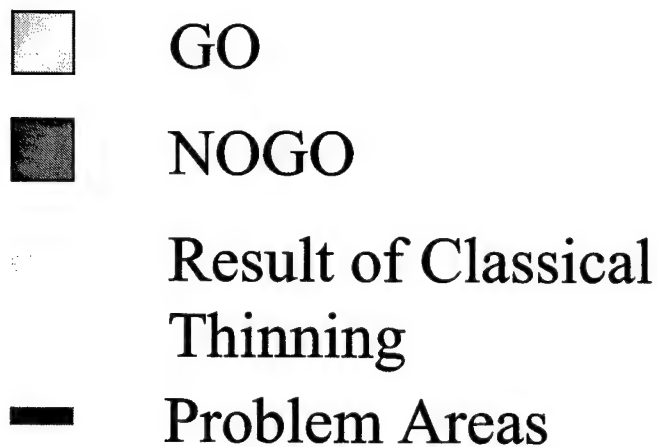 GO
NOGO
Result of Classical
Thinning
Problem Areas